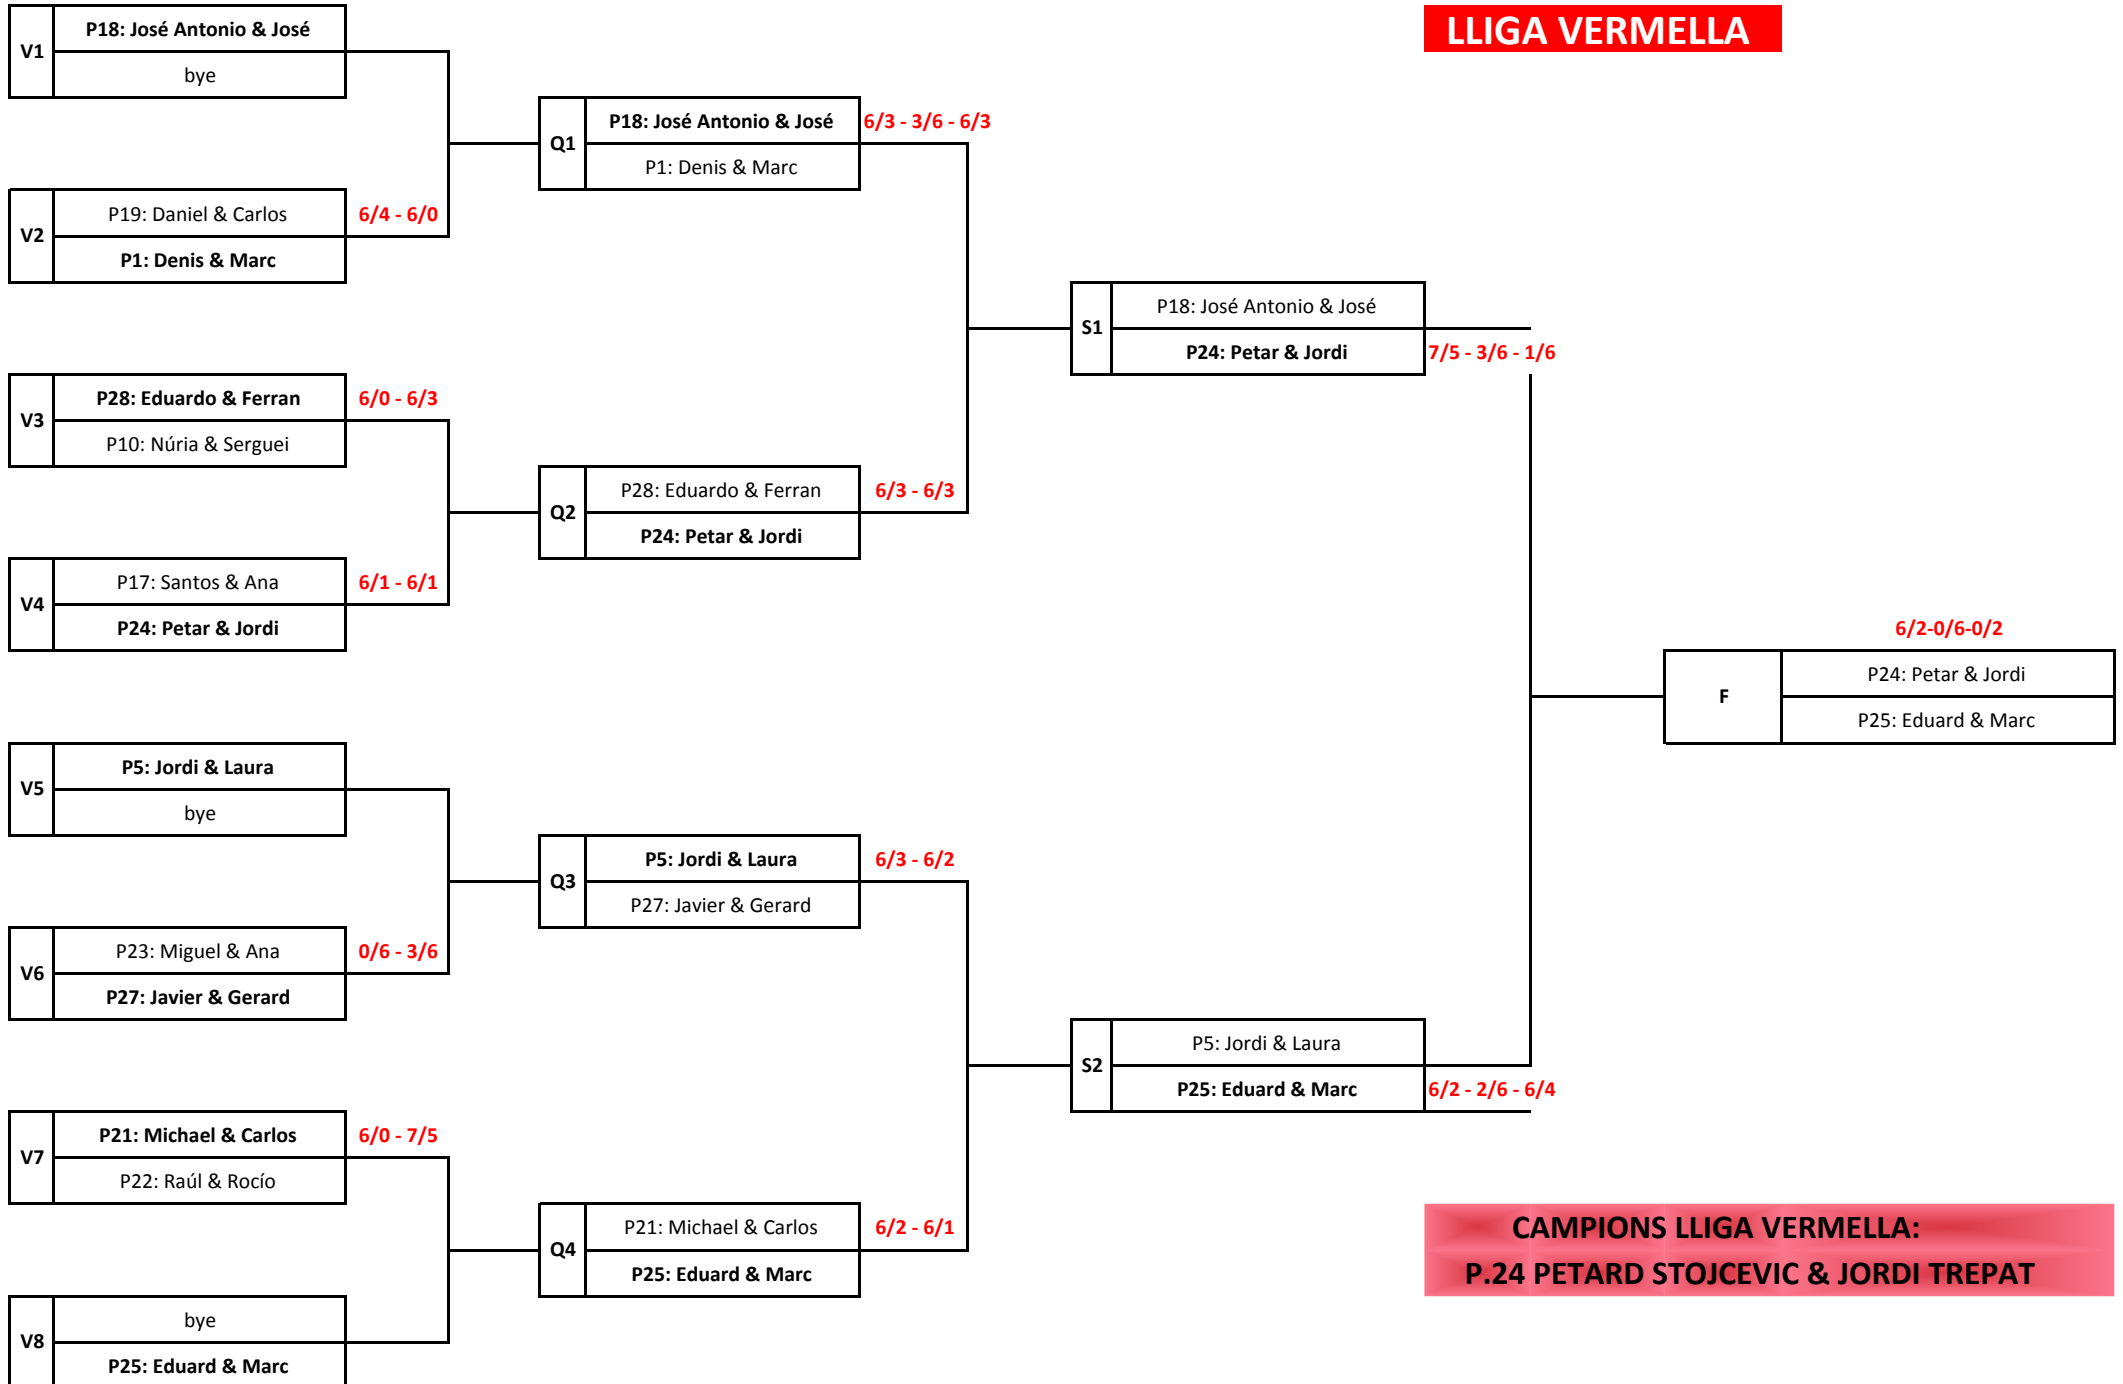 LLIGA VERMELLA
V1
P18: José Antonio & José
bye
V2
P19: Daniel & Carlos
6/4 - 6/0
P1: Denis & Marc
V3
P28: Eduardo & Ferran
6/0 - 6/3
P10: Núria & Serguei
V4
P17: Santos & Ana
6/1 - 6/1
P24: Petar & Jordi
V5
P5: Jordi & Laura
bye
V6
P23: Miguel & Ana
0/6 - 3/6
P27: Javier & Gerard
V7
P21: Michael & Carlos
6/0 - 7/5
P22: Raúl & Rocío
V8
bye
P25: Eduard & Marc
Q1
P18: José Antonio & José
6/3 - 3/6 - 6/3
P1: Denis & Marc
Q2
P28: Eduardo & Ferran
6/3 - 6/3
P24: Petar & Jordi
Q3
P5: Jordi & Laura
6/3 - 6/2
P27: Javier & Gerard
Q4
P21: Michael & Carlos
6/2 - 6/1
P25: Eduard & Marc
S1
P18: José Antonio & José
P24: Petar & Jordi
7/5 - 3/6 - 1/6
S2
P5: Jordi & Laura
P25: Eduard & Marc
6/2 - 2/6 - 6/4
6/2-0/6-0/2
F
P24: Petar & Jordi
P25: Eduard & Marc
CAMPIONS LLIGA VERMELLA:
P.24 PETARD STOJCEVIC & JORDI TREPAT